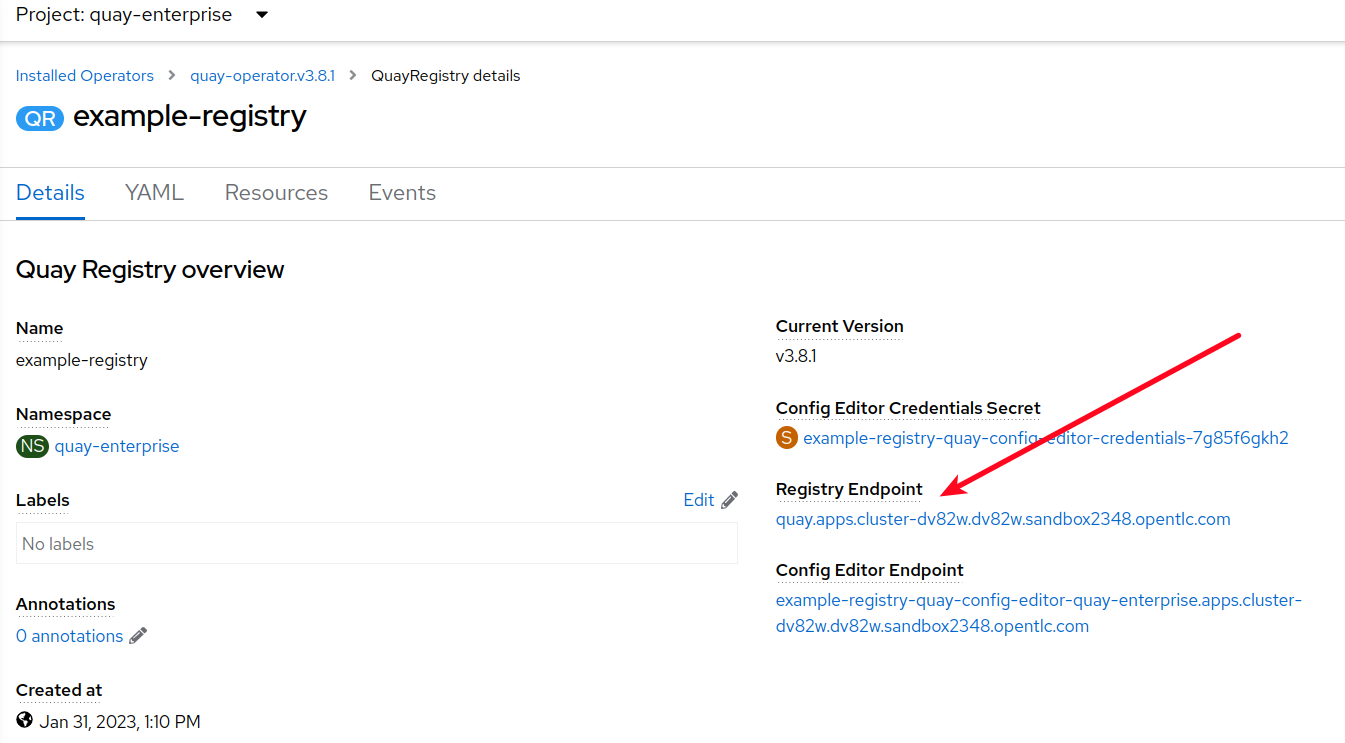 Project: quay-enterprise
Installed Operators > quay-operator.v3.8.1 > QuayRegistry details
QR example-registry
Details YAML Resources Events
Quay Registry overview
Name
example-registry
Namespace
NS quay-enterprise
Labels Edit
No labels
Annotations
0 annotations
Created at
Jan 31, 2023, 1:10 PM
Current Version
v3.8.1
Config Editor Credentials Secret
S example-registry-quay-config-editor-credentials-7g85f6gkh2
Registry Endpoint
quay.apps.cluster-dv82w.dv82w.sandbox2348.opentlc.com
Config Editor Endpoint
example-registry-quay-config-editor-quay-enterprise.apps.cluster-
dv82w.dv82w.sandbox2348.opentlc.com